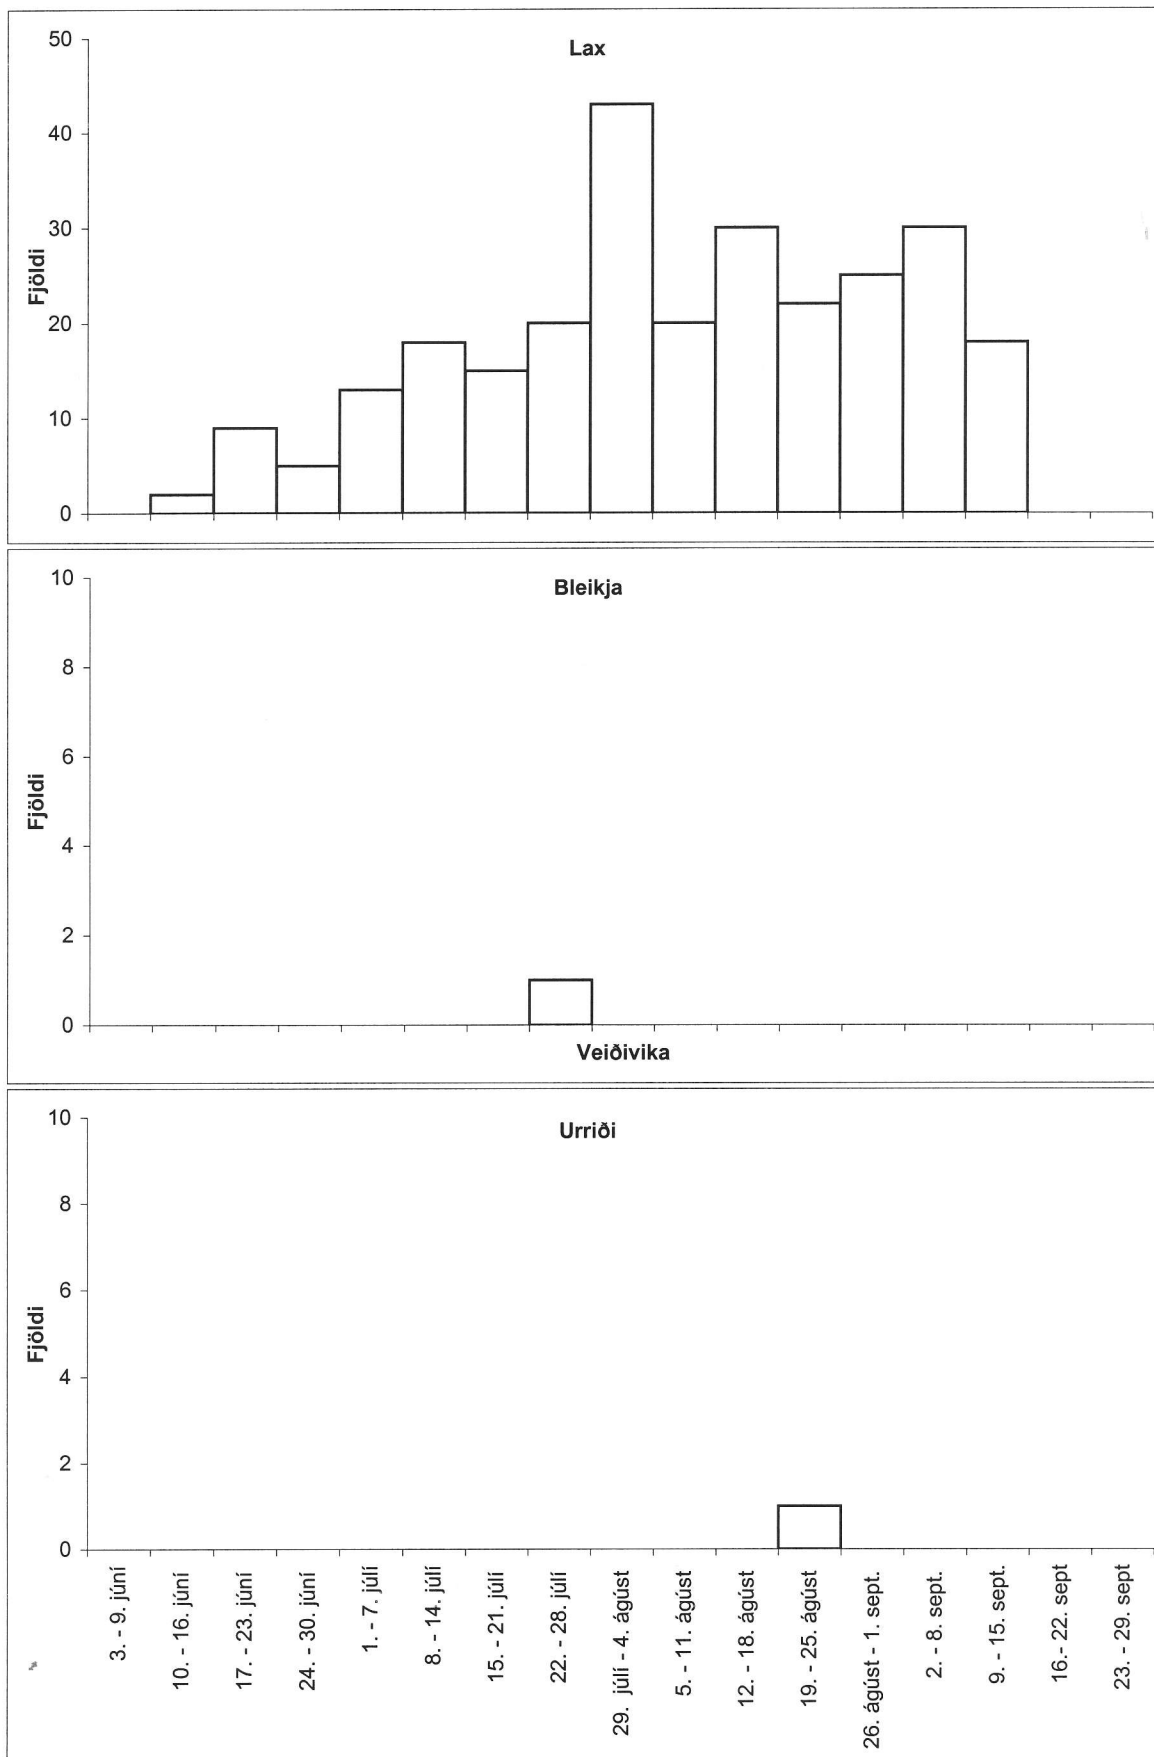 Lax
Fjöldi
50
40
30
20
10
0
Bleikja
Fjöldi
10
8
6
4
2
0
Veiðivika
Urriði
Fjöldi
10
8
6
4
2
0
3. - 9. júní
10. - 16. júní
17. - 23. júní
24. - 30. júní
1. - 7. júlí
8. - 14. júlí
15. - 21. júlí
22. - 28. júlí
29. júlí - 4. ágúst
5. - 11. ágúst
12. - 18. ágúst
19. - 25. ágúst
26. ágúst - 1. sept.
2. - 8. sept.
9. - 15. sept.
16.- 22. sept
23. - 29. sept